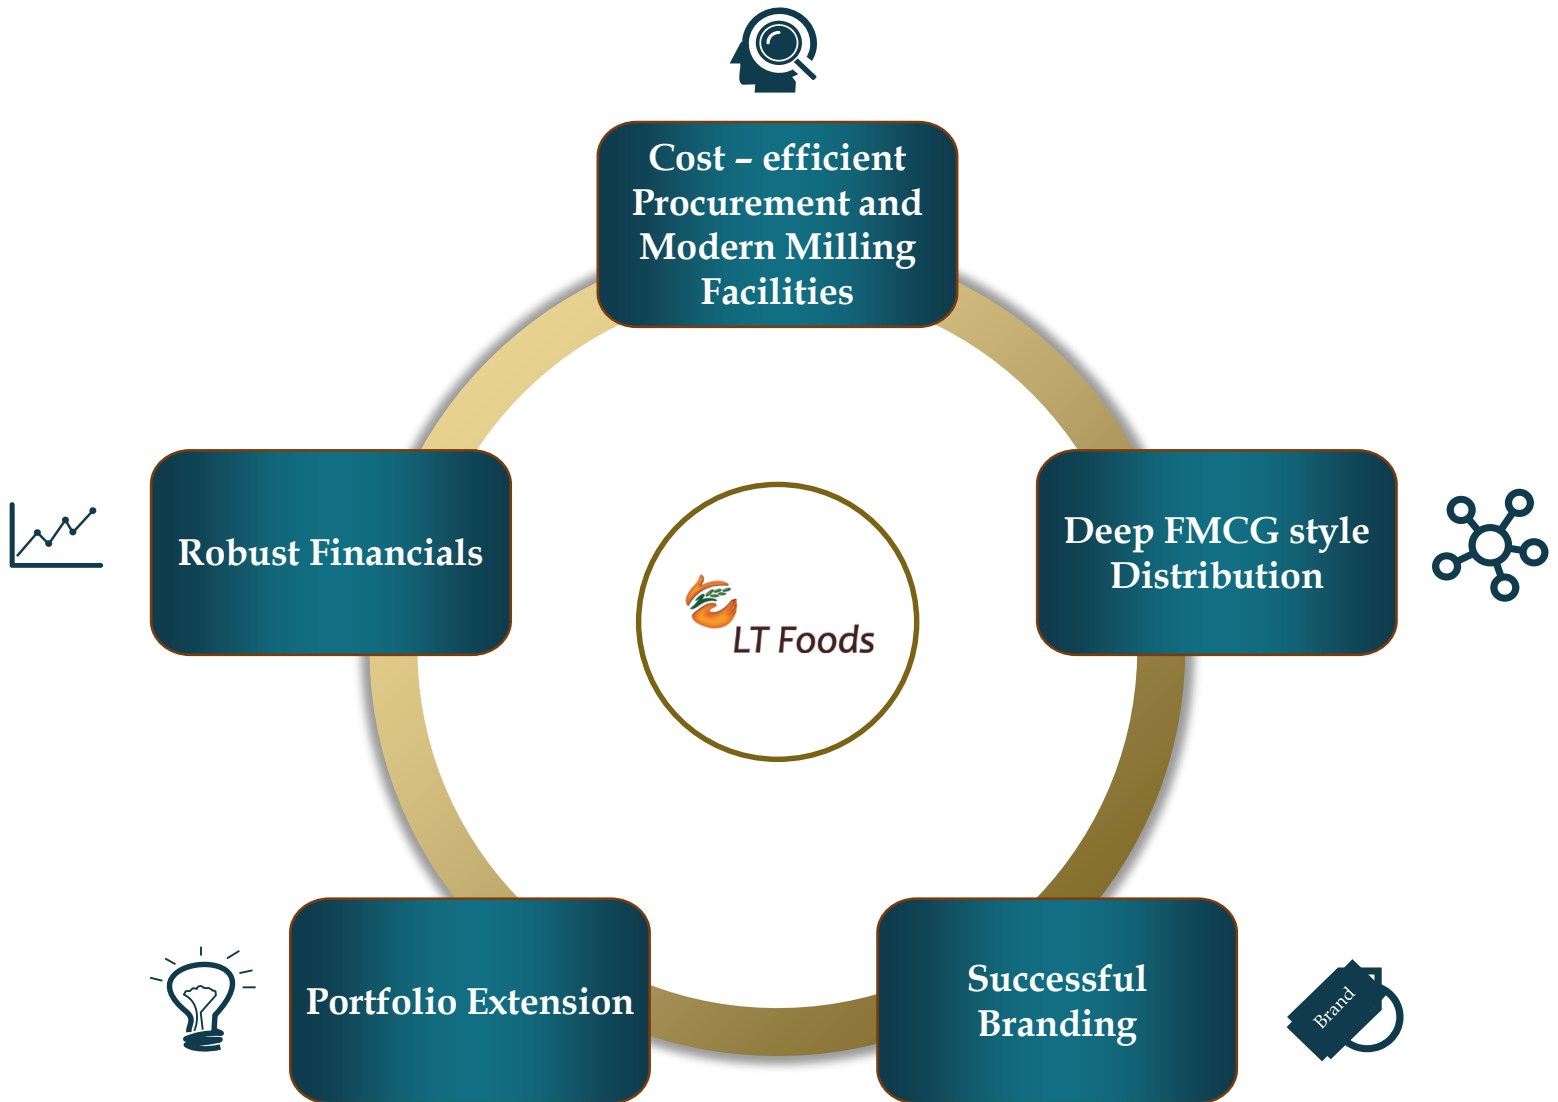 Cost – efficient
Procurement and
Modern Milling
Facilities
Robust Financials
Deep FMCG style
Distribution
LT Foods
Portfolio Extension
Successful
Branding
Brand